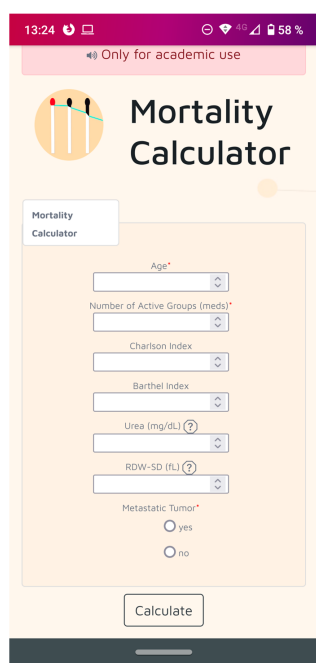 13:24
4G 58 %
Only for academic use
Mortality
Calculator
Mortality
Calculator
Age*
Number of Active Groups (meds)*
Charlson Index
Barthel Index
Urea (mg/dL) ?
RDW-SD (fL) ?
Metastatic Tumor*
yes
no
Calculate